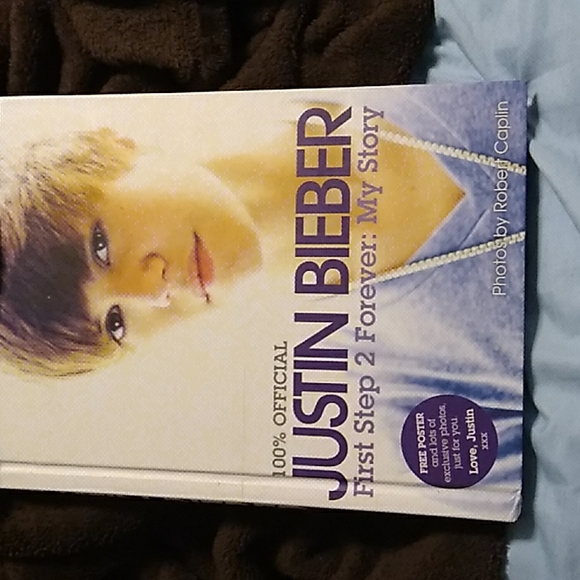 100% OFFICIAL
JUSTIN BIEBER
First Step 2 Forever: My Story
FREE POSTER
and lots of
exclusive photos,
just for you.
Love, Justin
xxx
Photos by Robert Caplin